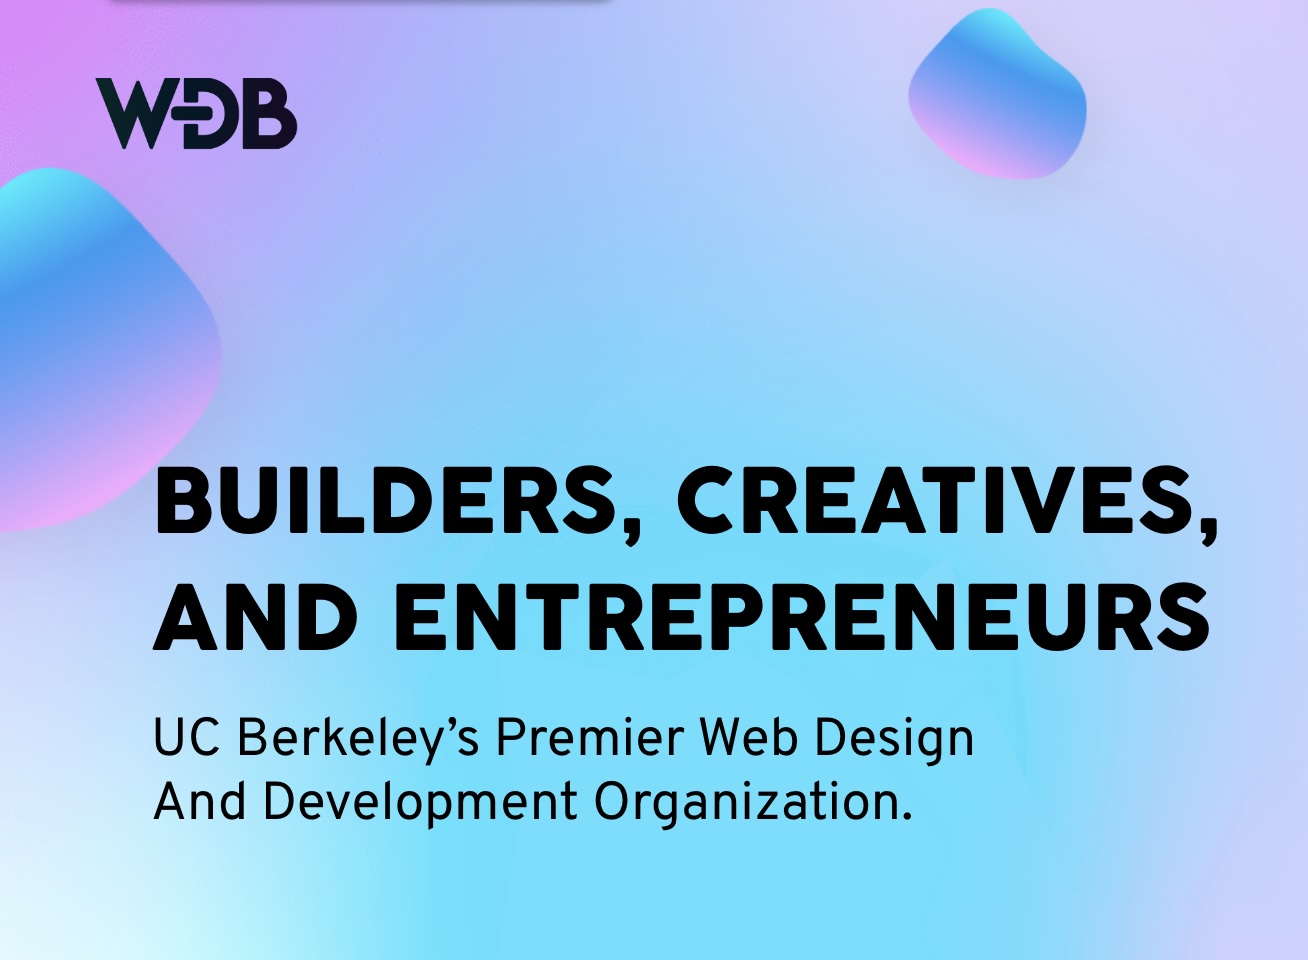 WDB
BUILDERS, CREATIVES,
AND ENTREPRENEURS
UC Berkeley’s Premier Web Design
And Development Organization.